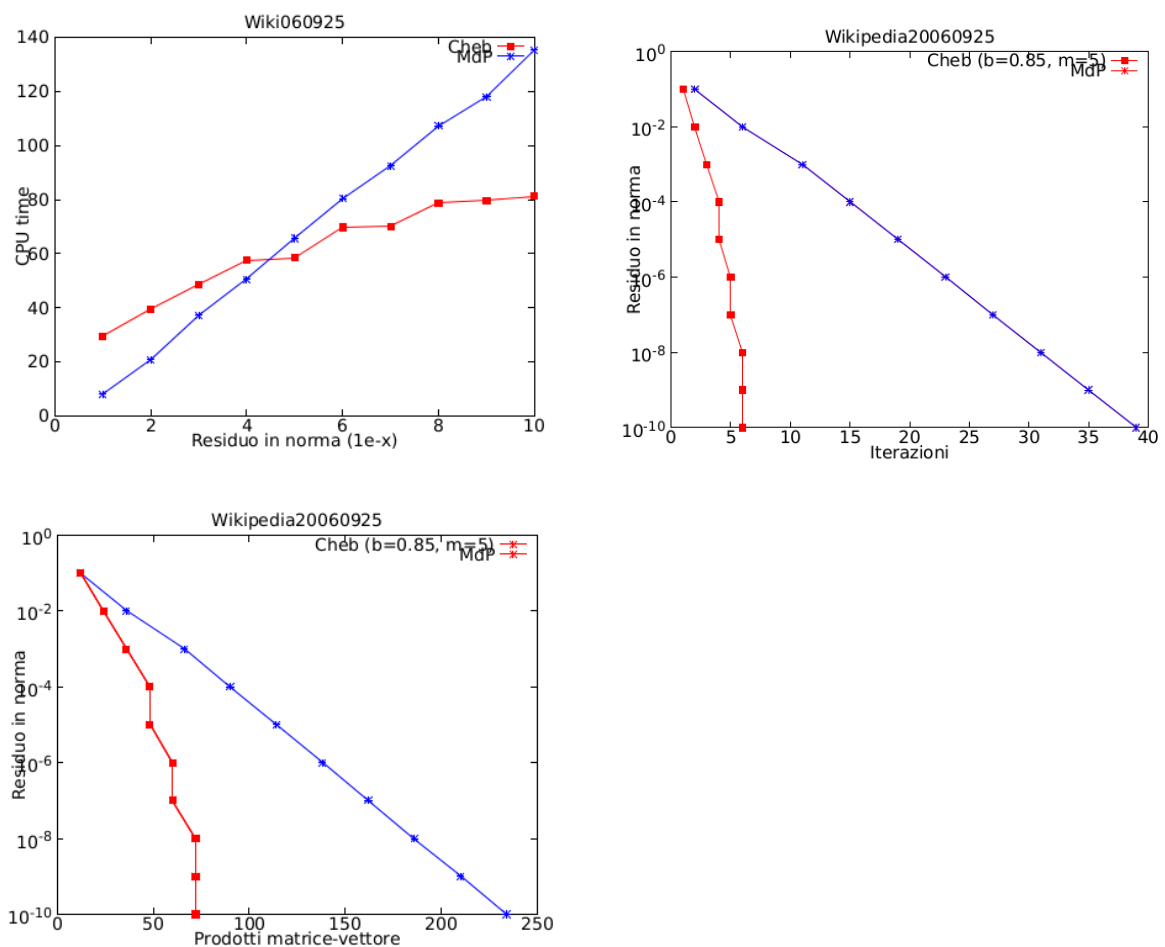 Wiki060925
140
120
100
80
60
40
20
0
CPU time
Cheb
MdP
0 2 4 6 8 10
Residuo in norma (1e-x)
Wikipedia20060925
10^0
10^-2
10^-4
10^-6
10^-8
10^-10
Residuo in norma
Cheb (b=0.85, m=5)
MdP
0 5 10 15 20 25 30 35 40
Iterazioni
Wikipedia20060925
10^0
10^-2
10^-4
10^-6
10^-8
10^-10
Residuo in norma
Cheb (b=0.85, m=5)
MdP
0 50 100 150 200 250
Prodotti matrice-vettore